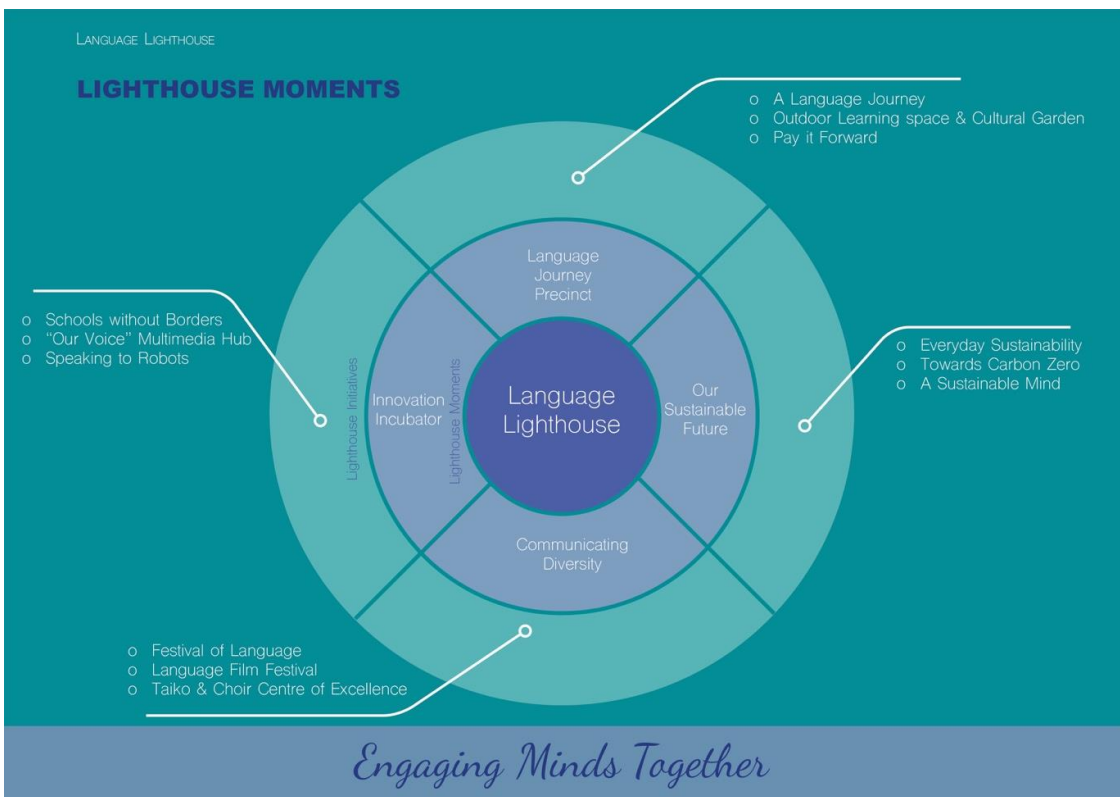 Language Lighthouse
LIGHTHOUSE MOMENTS
o A Language Journey
o Outdoor Learning space & Cultural Garden
o Pay it Forward
Language
Journey
Precinct
o Schools without Borders
o “Our Voice” Multimedia Hub
o Speaking to Robots
Lighthouse Initiatives
Innovation
Incubator
Lighthouse Moments
Language
Lighthouse
Our
Sustainable
Future
o Everyday Sustainability
o Towards Carbon Zero
o A Sustainable Mind
Communicating
Diversity
o Festival of Language
o Language Film Festival
o Taiko & Choir Centre of Excellence
Engaging Minds Together